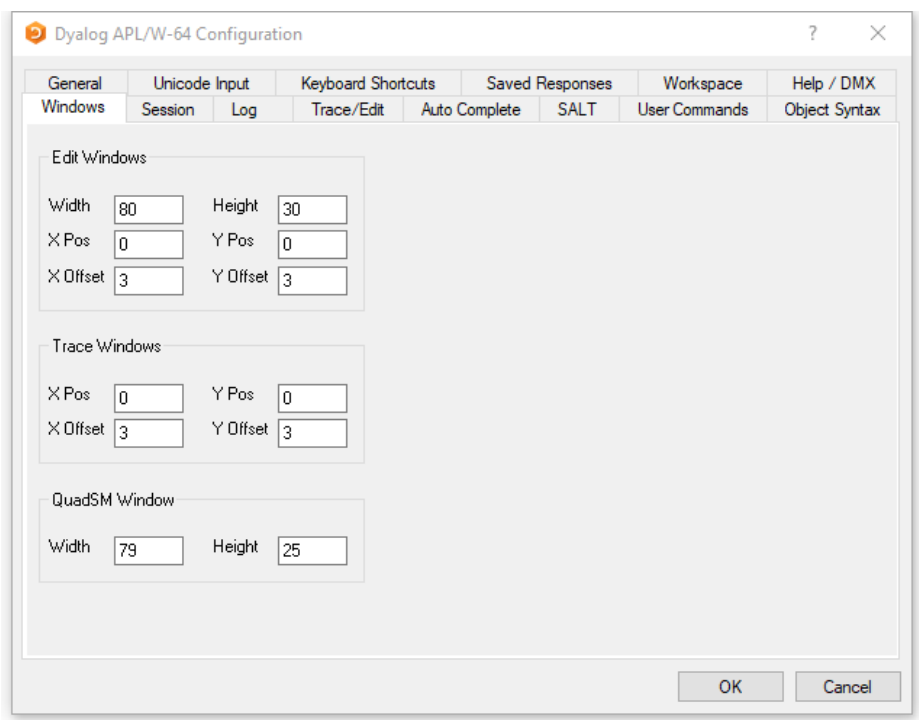 Dyalog APL/W-64 Configuration ?
General Unicode Input Keyboard Shortcuts Saved Responses Workspace Help / DMX
Windows Session Log Trace/Edit Auto Complete SALT User Commands Object Syntax
Edit Windows
Width 80 Height 30
X Pos 0 Y Pos 0
X Offset 3 Y Offset 3
Trace Windows
X Pos 0 Y Pos 0
X Offset 3 Y Offset 3
QuadSM Window
Width 79 Height 25
OK Cancel